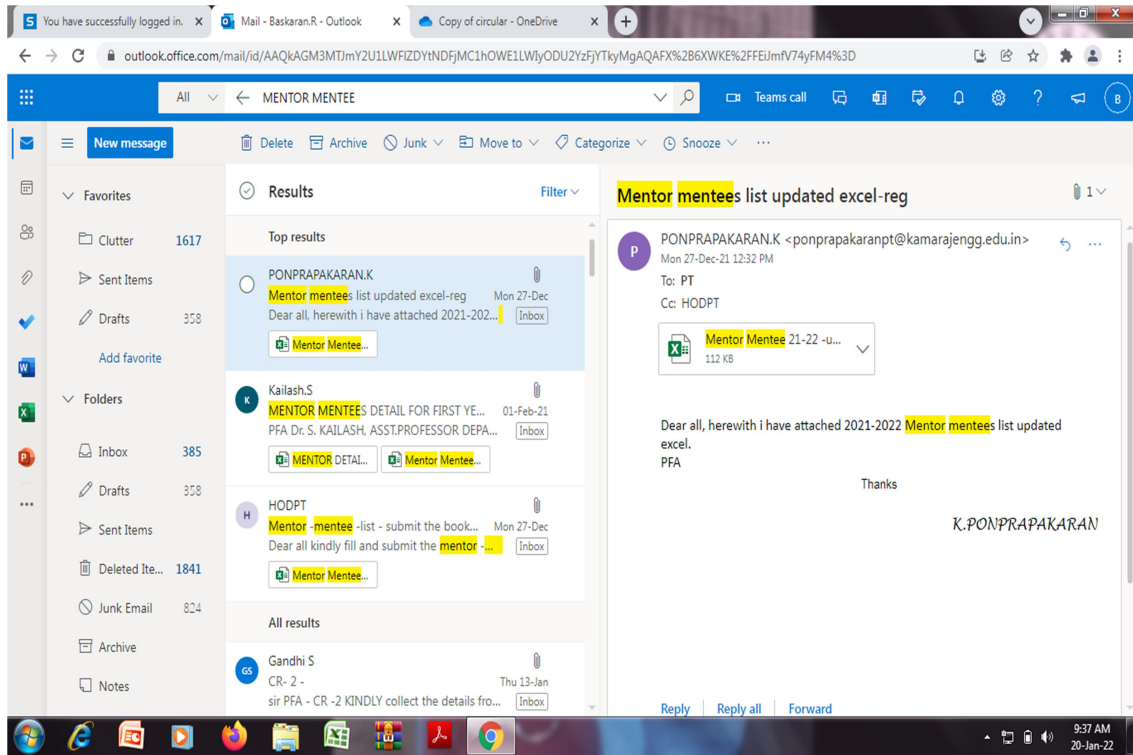 You have successfully logged in.
Mail - Baskaran.R - Outlook
Copy of circular - OneDrive
outlook.office.com/mail/id/AAQkAGM3MTJmY2U1LWFlZDYtNDFjMC1hOWE1LWIyODU2YzFjYTkyMgAQAFX%2B6XWKE%2FFEiJmfV74yFM4%3D
All
MENTOR MENTEE
Teams call
B
New message
Delete
Archive
Junk
Move to
Categorize
Snooze
Favorites
Clutter 1617
Sent Items
Drafts 358
Add favorite
Folders
Inbox 385
Drafts 358
Sent Items
Deleted Ite... 1841
Junk Email 824
Archive
Notes
Results
Filter
Top results
PONPRAPAKARAN.K
Mentor mentees list updated excel-reg Mon 27-Dec
Dear all, herewith i have attached 2021-202... Inbox
Mentor Mentee...
K
Kailash.S
MENTOR MENTEES DETAIL FOR FIRST YE... 01-Feb-21
PFA Dr. S. KAILASH, ASST.PROFESSOR DEPA... Inbox
MENTOR DETAI... Mentor Mentee...
H
HODPT
Mentor -mentee -list - submit the book... Mon 27-Dec
Dear all kindly fill and submit the mentor -... Inbox
Mentor Mentee...
All results
GS
Gandhi S
CR- 2 - Thu 13-Jan
sir PFA - CR -2 KINDLY collect the details fro... Inbox
Mentor mentees list updated excel-reg 1
P
PONPRAPAKARAN.K <ponprapakaranpt@kamarajengg.edu.in>
Mon 27-Dec-21 12:32 PM
To: PT
Cc: HODPT
Mentor Mentee 21-22 -u...
112 KB
Dear all, herewith i have attached 2021-2022 Mentor mentees list updated
excel.
PFA
Thanks
K.PONPRAPAKARAN
Reply
Reply all
Forward
9:37 AM
20-Jan-22